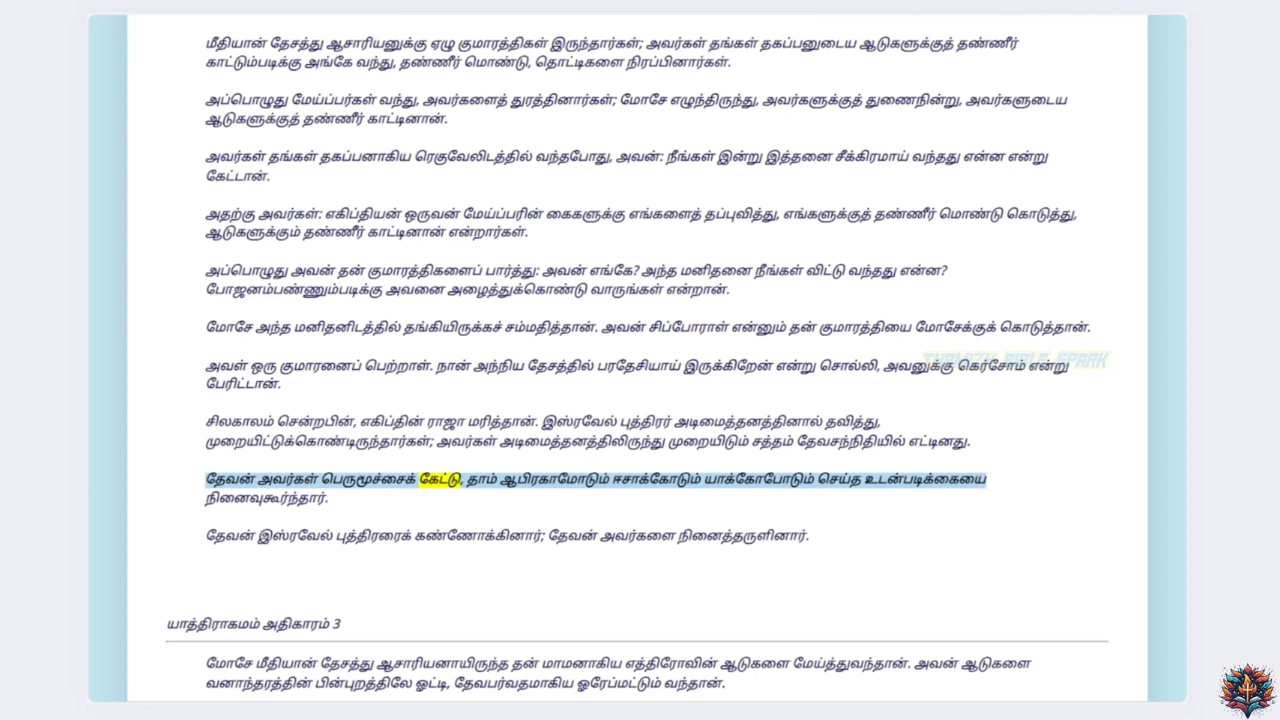 மீதியான் தேசத்து ஆசாரியனுக்கு ஏழு குமாரத்திகள் இருந்தார்கள்; அவர்கள் தங்கள் தகப்பனுடைய ஆடுகளுக்குத் தண்ணீர்
காட்டும்படிக்கு அங்கே வந்து, தண்ணீர் மொண்டு, தொட்டிகளை நிரப்பினார்கள்.
அப்பொழுது மேய்ப்பர்கள் வந்து, அவர்களைத் துரத்தினார்கள்; மோசே எழுந்திருந்து, அவர்களுக்குத் துணைநின்று, அவர்களுடைய
ஆடுகளுக்குத் தண்ணீர் காட்டினான்.
அவர்கள் தங்கள் தகப்பனாகிய ரெகுவேலிடத்தில் வந்தபோது, அவன்: நீங்கள் இன்று இத்தனை சீக்கிரமாய் வந்தது என்ன என்று
கேட்டான்.
அதற்கு அவர்கள்: எகிப்தியன் ஒருவன் மேய்ப்பரின் கைகளுக்கு எங்களைத் தப்புவித்து, எங்களுக்குத் தண்ணீர் மொண்டு கொடுத்து,
ஆடுகளுக்கும் தண்ணீர் காட்டினான் என்றார்கள்.
அப்பொழுது அவன் தன் குமாரத்திகளைப் பார்த்து: அவன் எங்கே? அந்த மனிதனை நீங்கள் விட்டு வந்தது என்ன?
போஜனம்பண்ணும்படிக்கு அவனை அழைத்துக்கொண்டு வாருங்கள் என்றான்.
மோசே அந்த மனிதனிடத்தில் தங்கியிருக்கச் சம்மதித்தான். அவன் சிப்போராள் என்னும் தன் குமாரத்தியை மோசேக்குக் கொடுத்தான்.
THAMIZH BIBLE SPARK
அவள் ஒரு குமாரனைப் பெற்றாள். நான் அந்நிய தேசத்தில் பரதேசியாய் இருக்கிறேன் என்று சொல்லி, அவனுக்கு கெர்சோம் என்று
பேரிட்டான்.
சிலகாலம் சென்றபின், எகிப்தின் ராஜா மரித்தான். இஸ்ரவேல் புத்திரர் அடிமைத்தனத்தினால் தவித்து,
முறையிட்டுக்கொண்டிருந்தார்கள்; அவர்கள் அடிமைத்தனத்திலிருந்து முறையிடும் சத்தம் தேவசந்நிதியில் எட்டினது.
தேவன் அவர்கள் பெருமூச்சைக் கேட்டு, தாம் ஆபிரகாமோடும் ஈசாக்கோடும் யாக்கோபோடும் செய்த உடன்படிக்கையை
நினைவுகூர்ந்தார்.
தேவன் இஸ்ரவேல் புத்திரரைக் கண்ணோக்கினார்; தேவன் அவர்களை நினைத்தருளினார்.
யாத்திராகமம் அதிகாரம் 3
மோசே மீதியான் தேசத்து ஆசாரியனாயிருந்த தன் மாமனாகிய எத்திரோவின் ஆடுகளை மேய்த்துவந்தான். அவன் ஆடுகளை
வனாந்தரத்தின் பின்புறத்திலே ஓட்டி, தேவபர்வதமாகிய ஓரேப்மட்டும் வந்தான்.